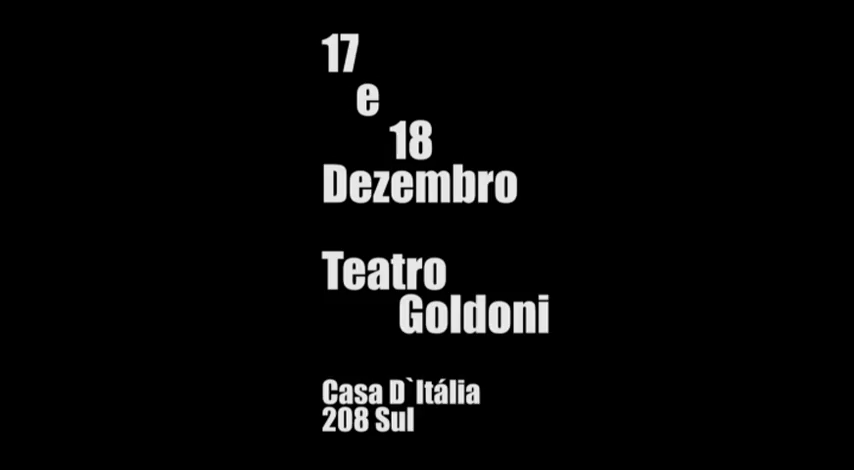 17
e
18
Dezembro
Teatro
Goldoni
Casa D`Itália
208 Sul